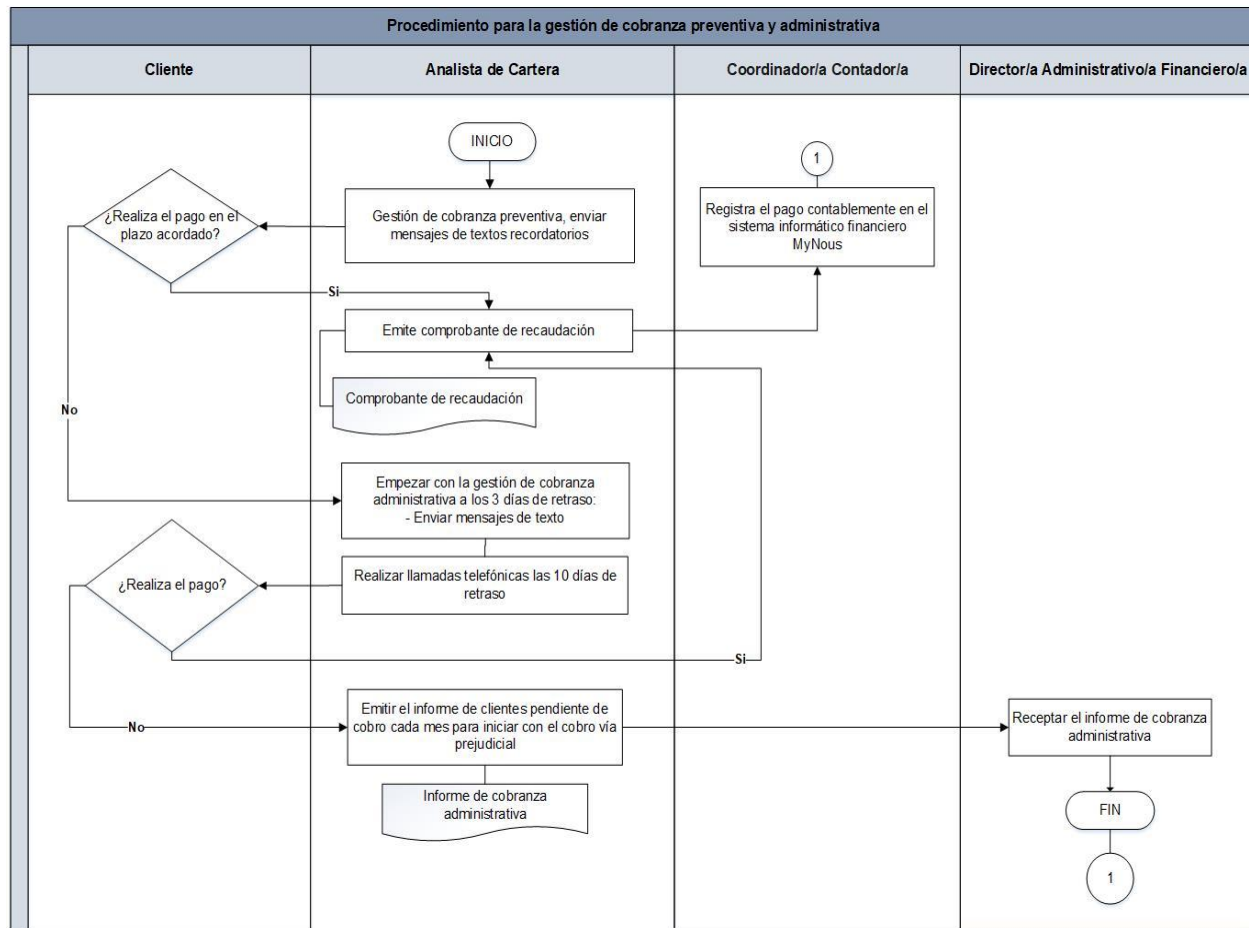 Procedimiento para la gestión de cobranza preventiva y administrativa
Cliente
Analista de Cartera
Coordinador/a Contador/a
Director/a Administrativo/a Financiero/a
INICIO
1
¿Realiza el pago en el
plazo acordado?
Gestión de cobranza preventiva, enviar
mensajes de textos recordatorios
Registra el pago contablemente en el
sistema informático financiero
MyNous
Si
Emite comprobante de recaudación
Comprobante de recaudación
No
Empezar con la gestión de cobranza
administrativa a los 3 días de retraso:
- Enviar mensajes de texto
¿Realiza el pago?
Realizar llamadas telefónicas las 10 días de
retraso
Si
No
Emitir el informe de clientes pendiente de
cobro cada mes para iniciar con el cobro vía
prejudicial
Receptar el informe de cobranza
administrativa
Informe de cobranza
administrativa
FIN
1